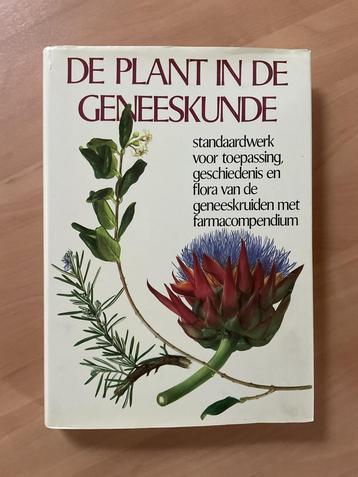 DE PLANT IN DE
GENEESKUNDE
standaardwerk
voor toepassing,
geschiedenis en
flora van de
geneeskruiden met
farmacompendium